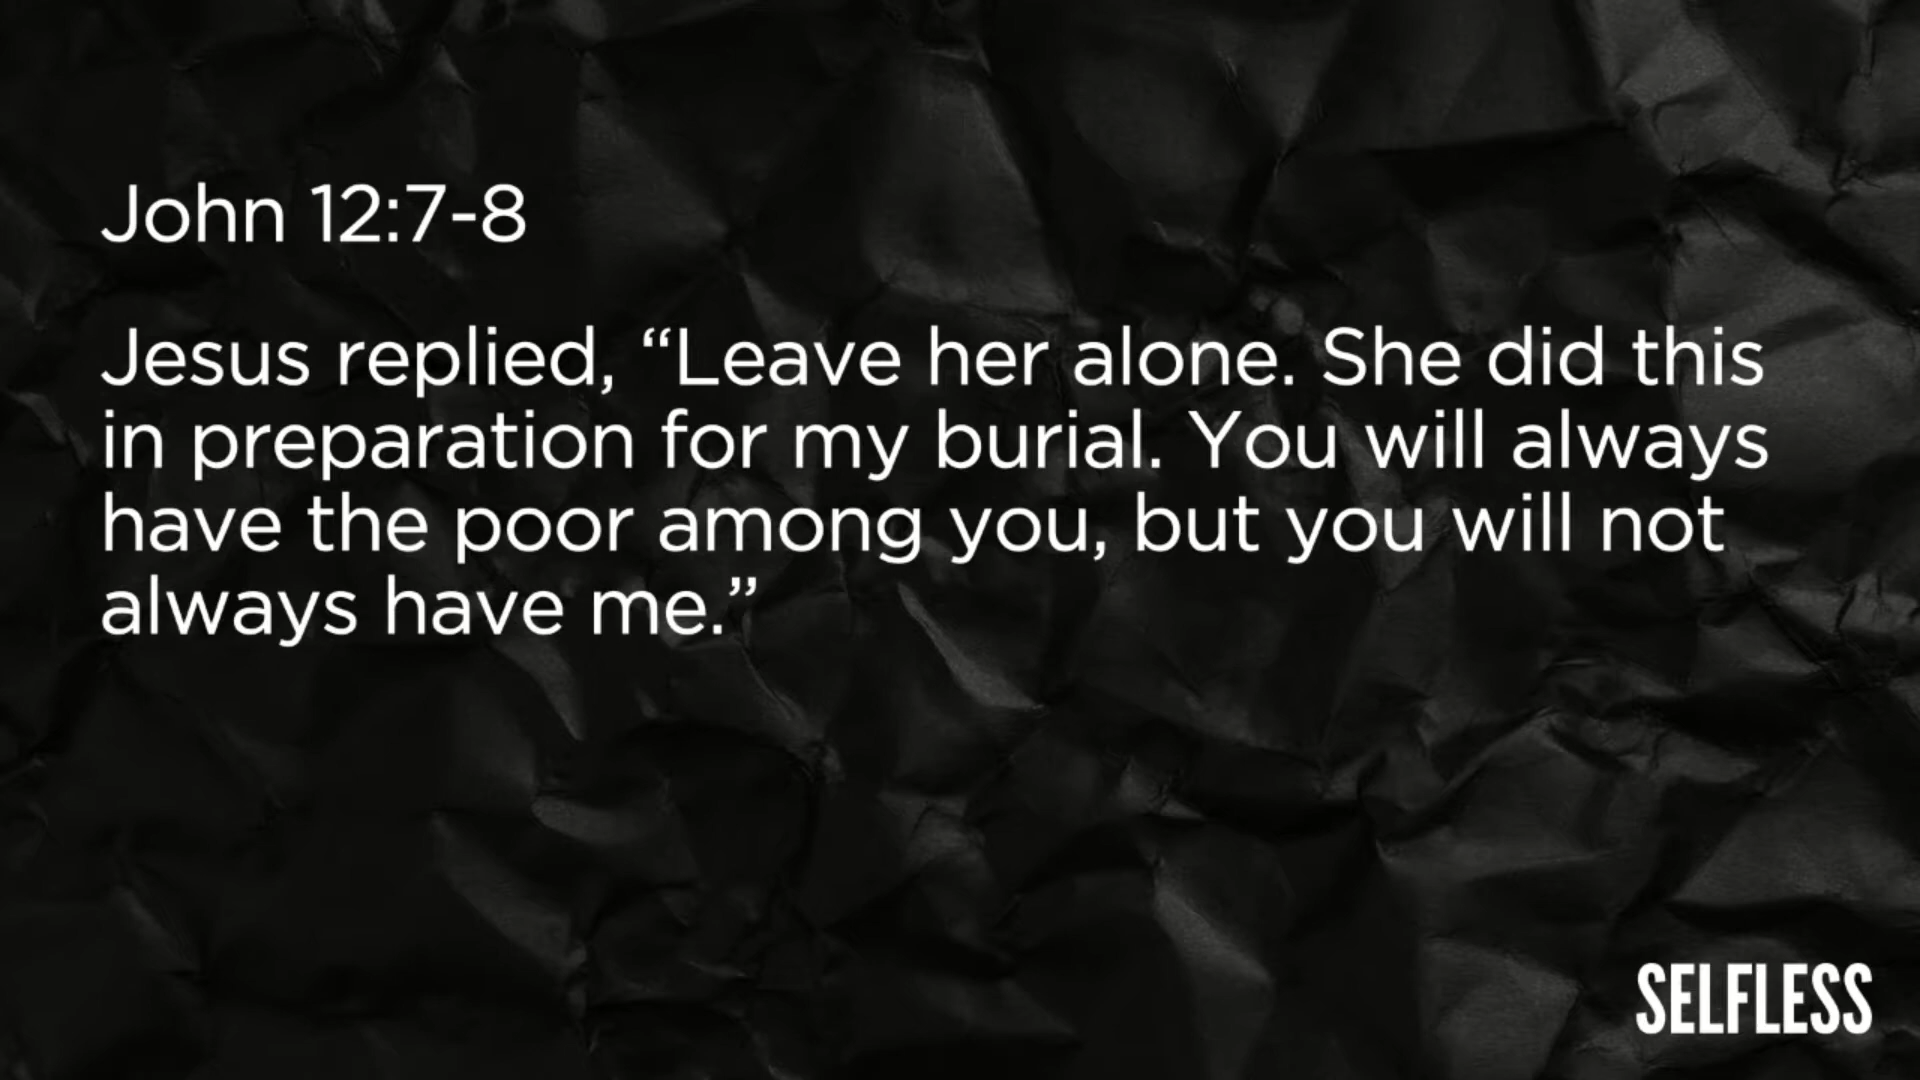 John 12:7-8
Jesus replied, “Leave her alone. She did this
in preparation for my burial. You will always
have the poor among you, but you will not
always have me.”
SELFLESS